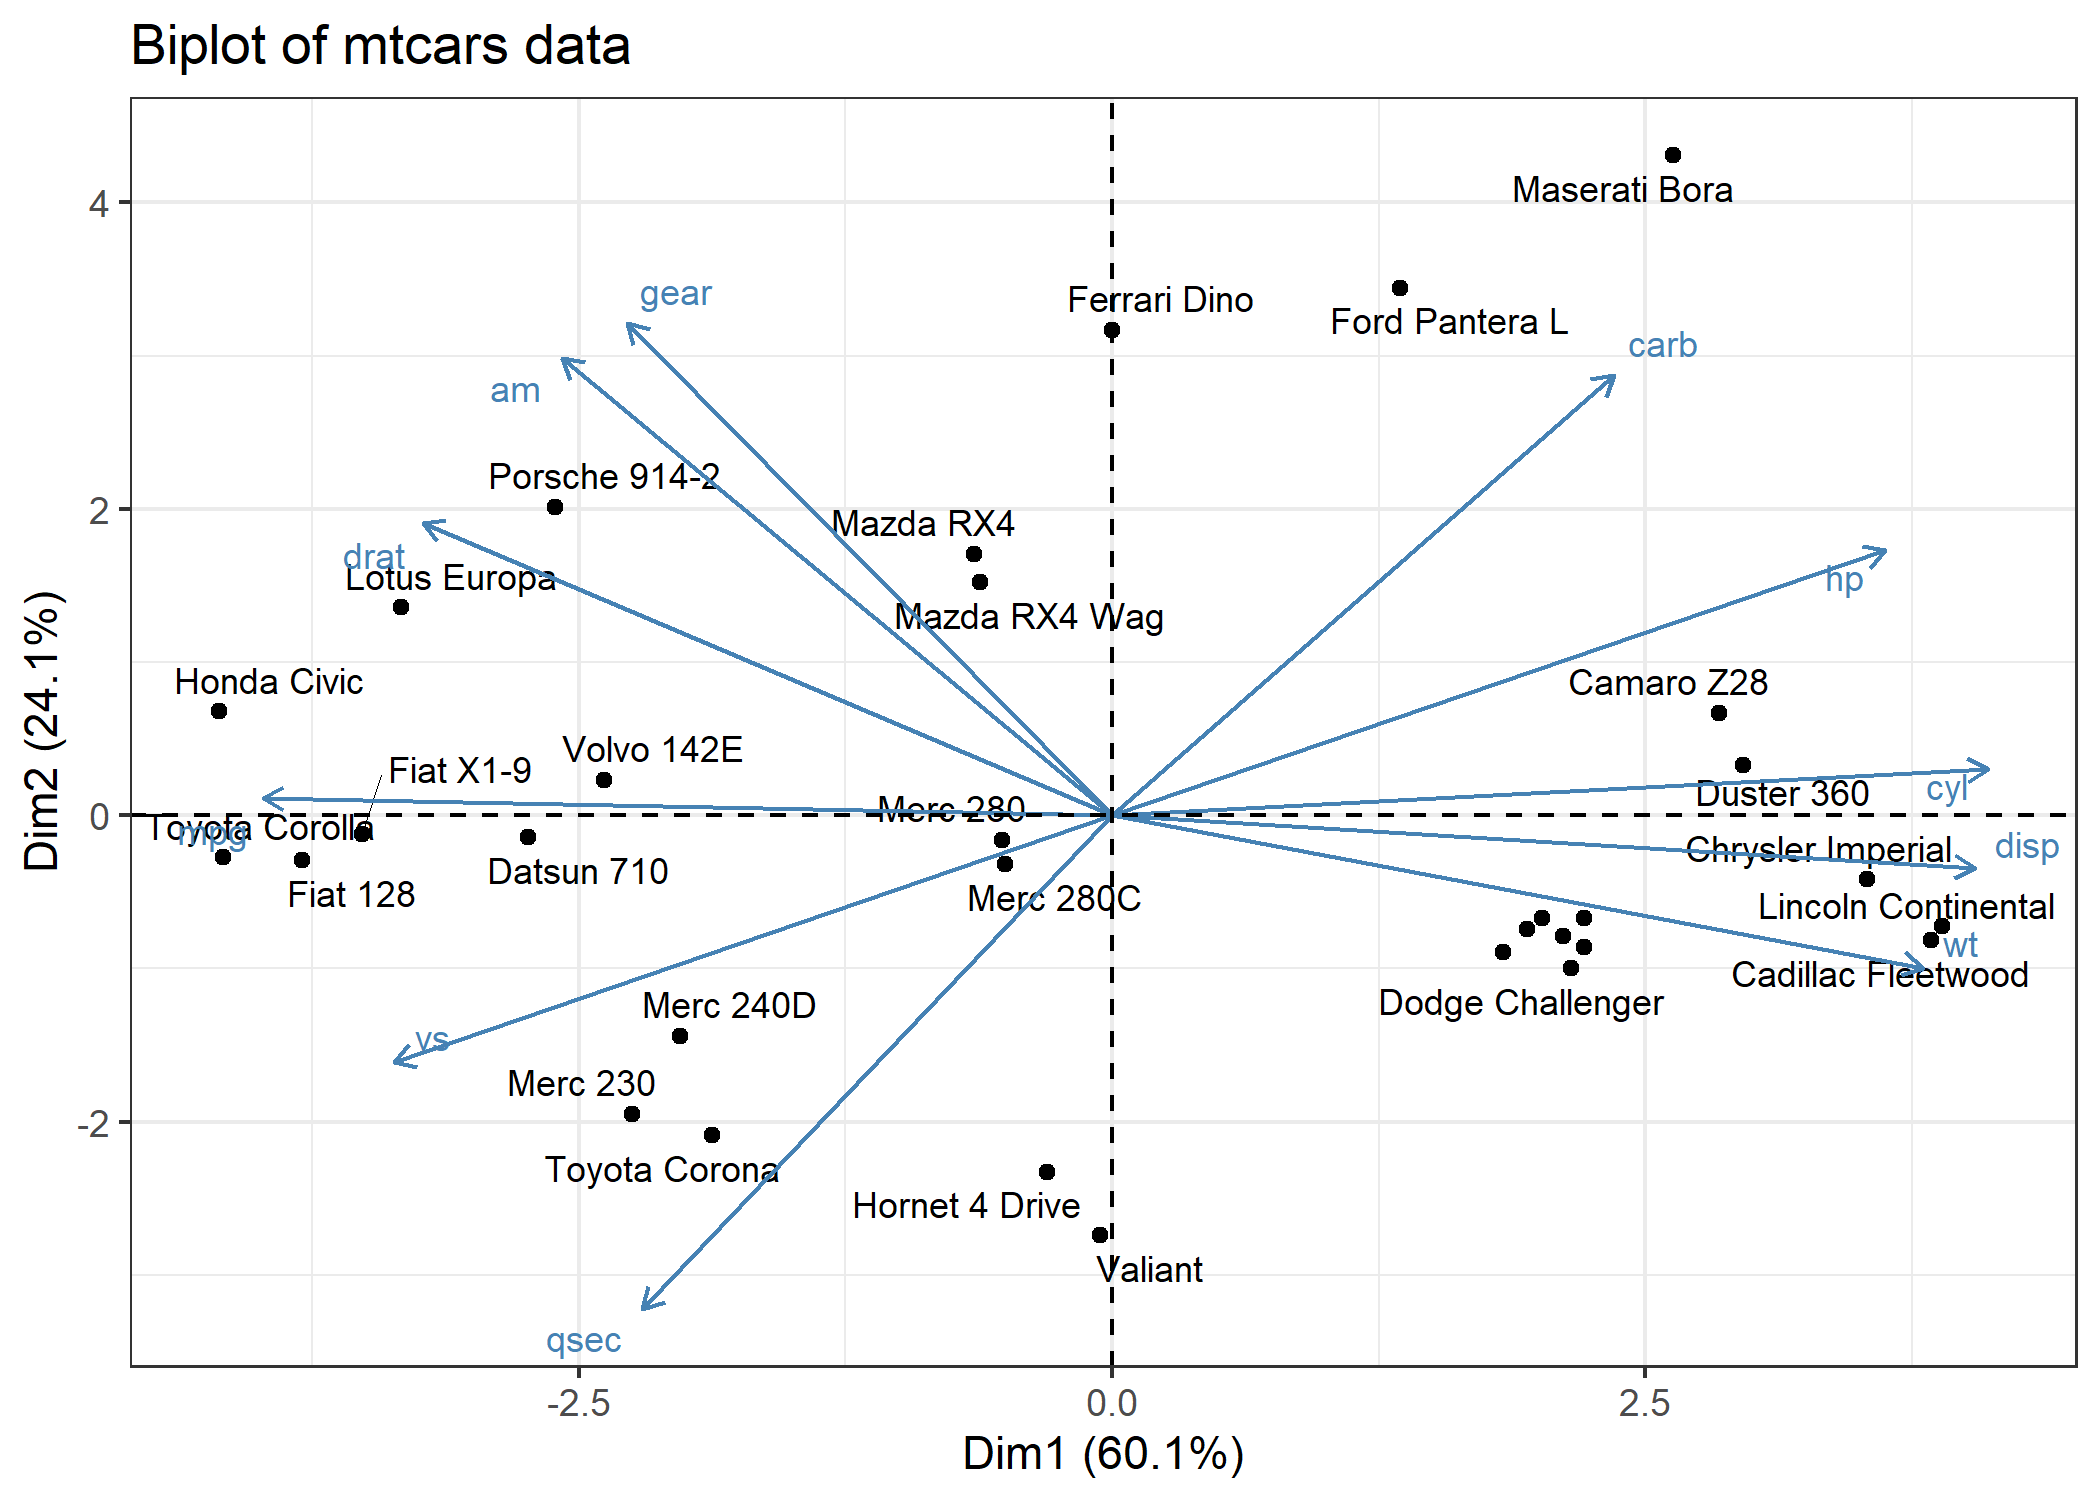 Biplot of mtcars data
Maserati Bora
4
gear
Ferrari Dino
Ford Pantera L
carb
am
Porsche 914-2
2
Mazda RX4
drat
Lotus Europa
hp
Mazda RX4 Wag
Honda Civic
Camaro Z28
Volvo 142E
Fiat X1-9
cyl
Duster 360
Merc 280
0
Toyota Corolla
mpg
disp
Chrysler Imperial
Datsun 710
Fiat 128
Merc 280C
Lincoln Continental
wt
Cadillac Fleetwood
Dodge Challenger
Merc 240D
vs
Merc 230
-2
Toyota Corona
Hornet 4 Drive
Valiant
qsec
-2.5
0.0
2.5
Dim1 (60.1%)
Dim2 (24.1%)